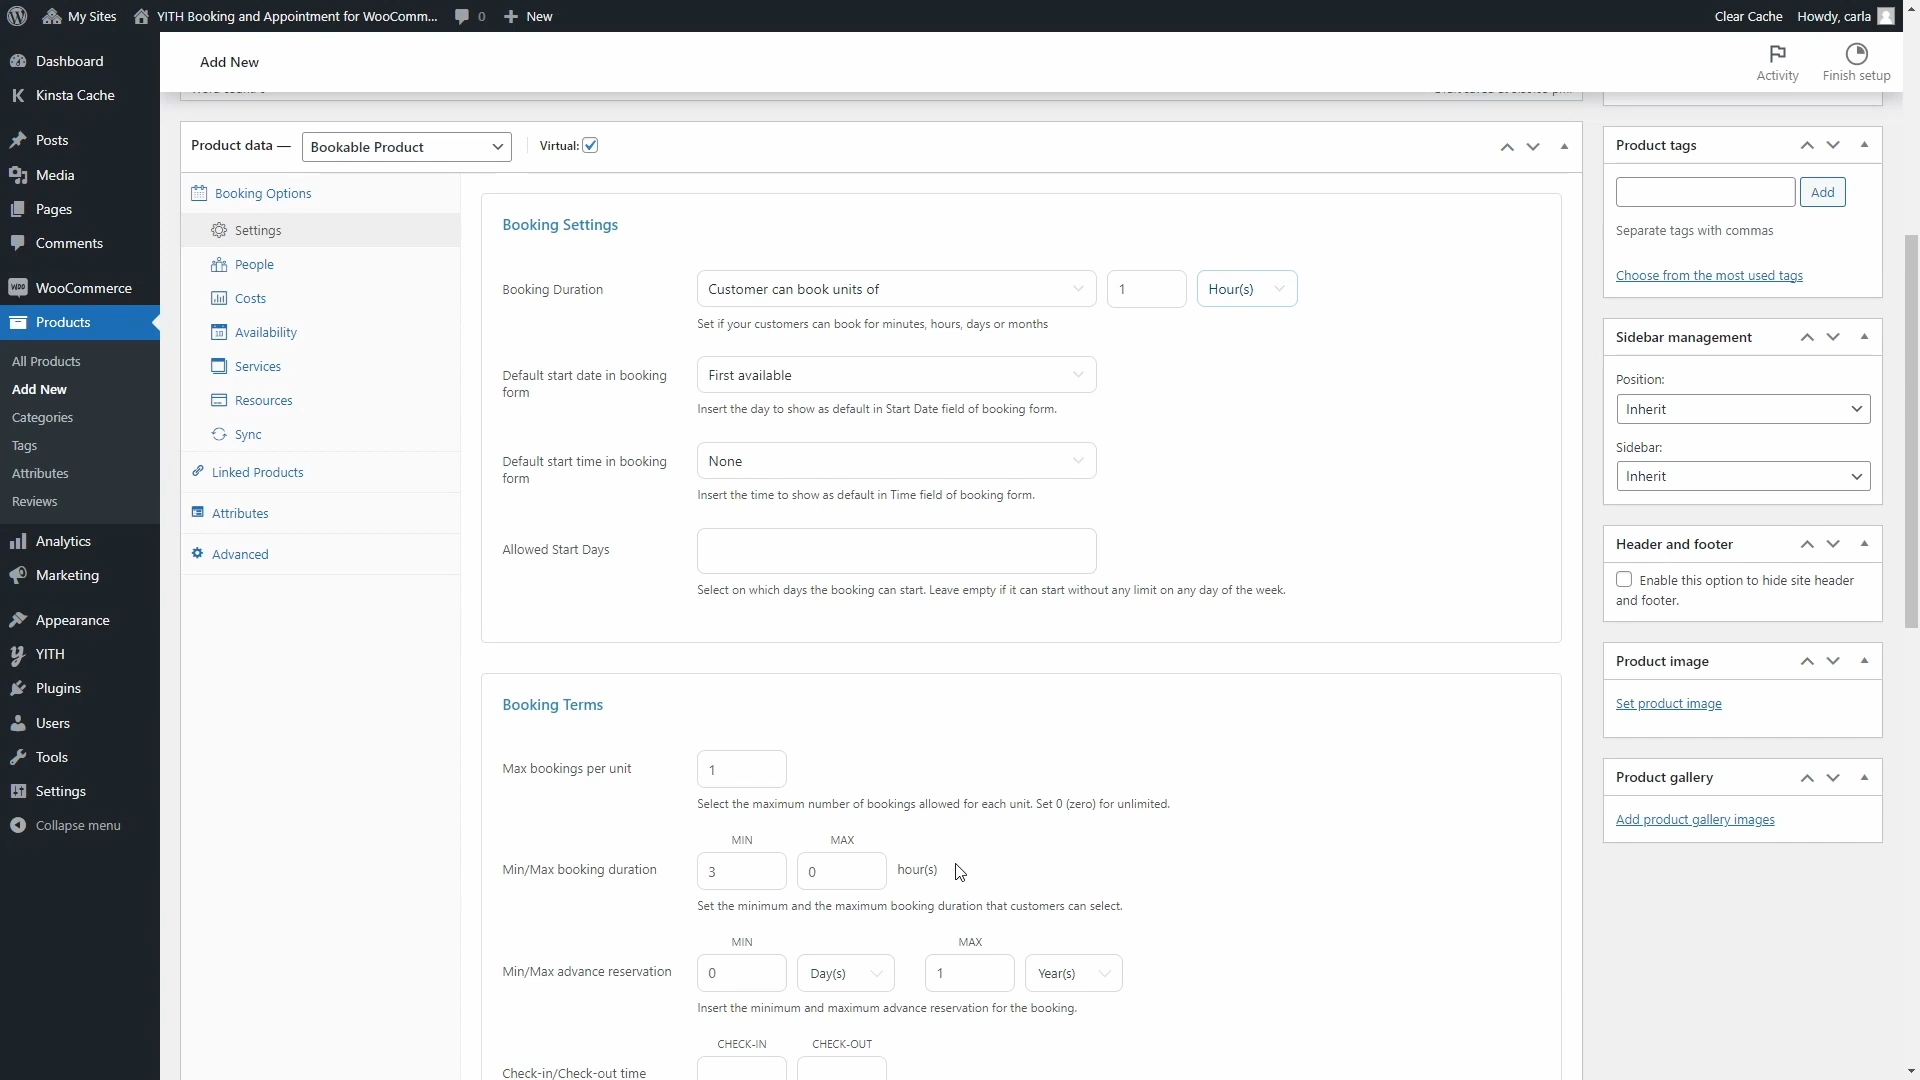 My Sites
YITH Booking and Appointment for WooComm...
0
New
Clear Cache
Howdy, carla
Dashboard
Kinsta Cache
Posts
Media
Pages
Comments
WooCommerce
Products
All Products
Add New
Categories
Tags
Attributes
Reviews
Analytics
Marketing
Appearance
YITH
Plugins
Users
Tools
Settings
Collapse menu
Add New
Activity
Finish setup
Product data —
Bookable Product
Virtual:
Booking Options
Settings
People
Costs
Availability
Services
Resources
Sync
Linked Products
Attributes
Advanced
Booking Settings
Booking Duration
Customer can book units of
1
Hour(s)
Set if your customers can book for minutes, hours, days or months
Default start date in booking
form
First available
Insert the day to show as default in Start Date field of booking form.
Default start time in booking
form
None
Insert the time to show as default in Time field of booking form.
Allowed Start Days
Select on which days the booking can start. Leave empty if it can start without any limit on any day of the week.
Booking Terms
Max bookings per unit
1
Select the maximum number of bookings allowed for each unit. Set 0 (zero) for unlimited.
MIN MAX
Min/Max booking duration
3
0
hour(s)
Set the minimum and the maximum booking duration that customers can select.
MIN MAX
Min/Max advance reservation
0
Day(s)
1
Year(s)
Insert the minimum and maximum advance reservation for the booking.
CHECK-IN CHECK-OUT
Check-in/Check-out time
Product tags
Add
Separate tags with commas
Choose from the most used tags
Sidebar management
Position:
Inherit
Sidebar:
Inherit
Header and footer
Enable this option to hide site header
and footer.
Product image
Set product image
Product gallery
Add product gallery images